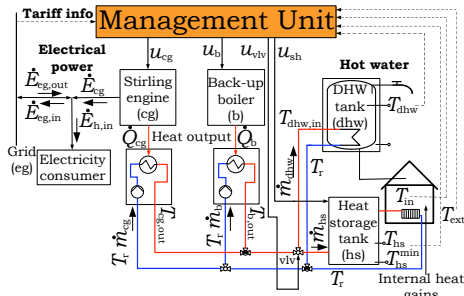 Tariff info
Management Unit
Electrical
power
u_cg
u_b
u_vlv
u_sh
Hot water
Ė_eg,out
Ė_cg
Ė_eg,in
Ė_h,in
Stirling
engine
(cg)
Back-up
boiler
(b)
DHW
tank
(dhw)
T_dhw
T_dhw,in
Q̇_cg
Heat output
Q̇_b
T_r
Grid
(eg)
Electricity
consumer
ṁ_dhw
T_in
T_ext
T_r
ṁ_cg
T_cg,out
T_r
ṁ_b
T_b,out
ṁ_hs
Heat
storage
tank
(hs)
T_hs
T_hs^min
vlv
T_r
Internal heat
gains